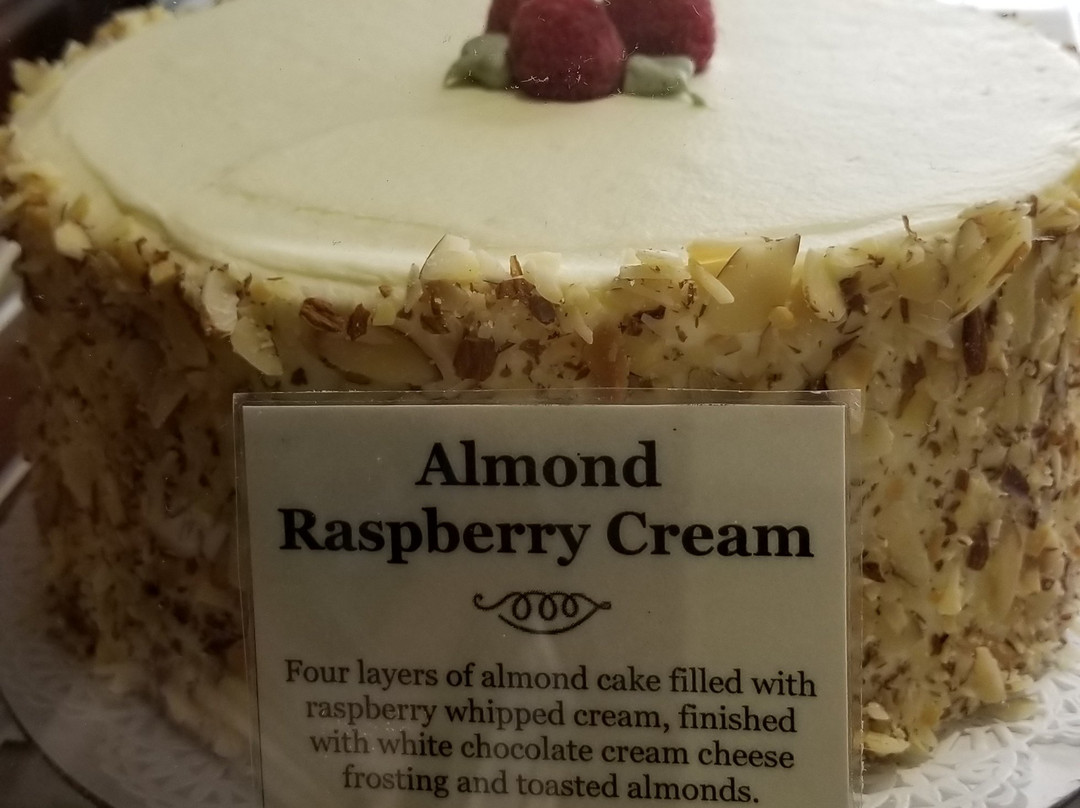 Almond
Raspberry Cream
Four layers of almond cake filled with
raspberry whipped cream, finished
with white chocolate cream cheese
frosting and toasted almonds.